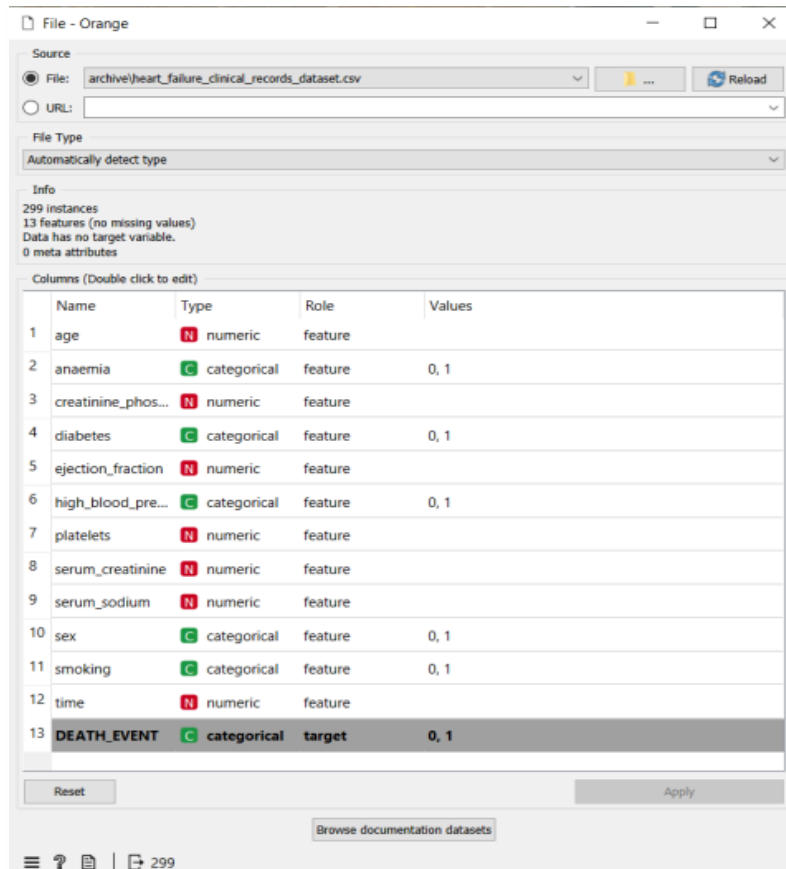 File - Orange
Source
File: archive\heart_failure_clinical_records_dataset.csv ... Reload
URL:
File Type
Automatically detect type
Info
299 instances
13 features (no missing values)
Data has no target variable.
0 meta attributes
Columns (Double click to edit)
Name Type Role Values
1 age N numeric feature
2 anaemia C categorical feature 0, 1
3 creatinine_phos... N numeric feature
4 diabetes C categorical feature 0, 1
5 ejection_fraction N numeric feature
6 high_blood_pre... C categorical feature 0, 1
7 platelets N numeric feature
8 serum_creatinine N numeric feature
9 serum_sodium N numeric feature
10 sex C categorical feature 0, 1
11 smoking C categorical feature 0, 1
12 time N numeric feature
13 DEATH_EVENT C categorical target 0, 1
Reset Apply
Browse documentation datasets
? 299